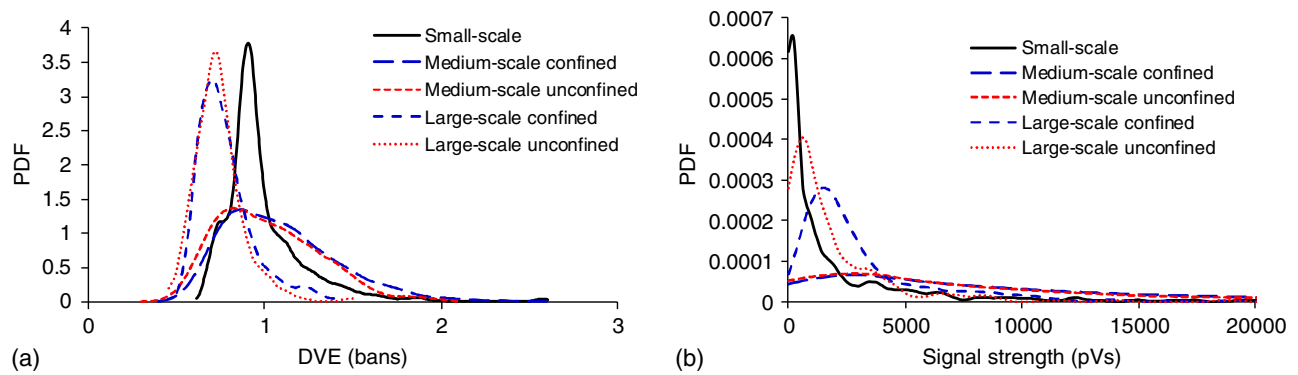 4
3.5
3
2.5
2
1.5
1
0.5
0
PDF
Small-scale
Medium-scale confined
Medium-scale unconfined
Large-scale confined
Large-scale unconfined
0 1 2 3
(a) DVE (bans)
0.0007
0.0006
0.0005
0.0004
0.0003
0.0002
0.0001
0
PDF
Small-scale
Medium-scale confined
Medium-scale unconfined
Large-scale confined
Large-scale unconfined
0 5000 10000 15000 20000
(b) Signal strength (pVs)